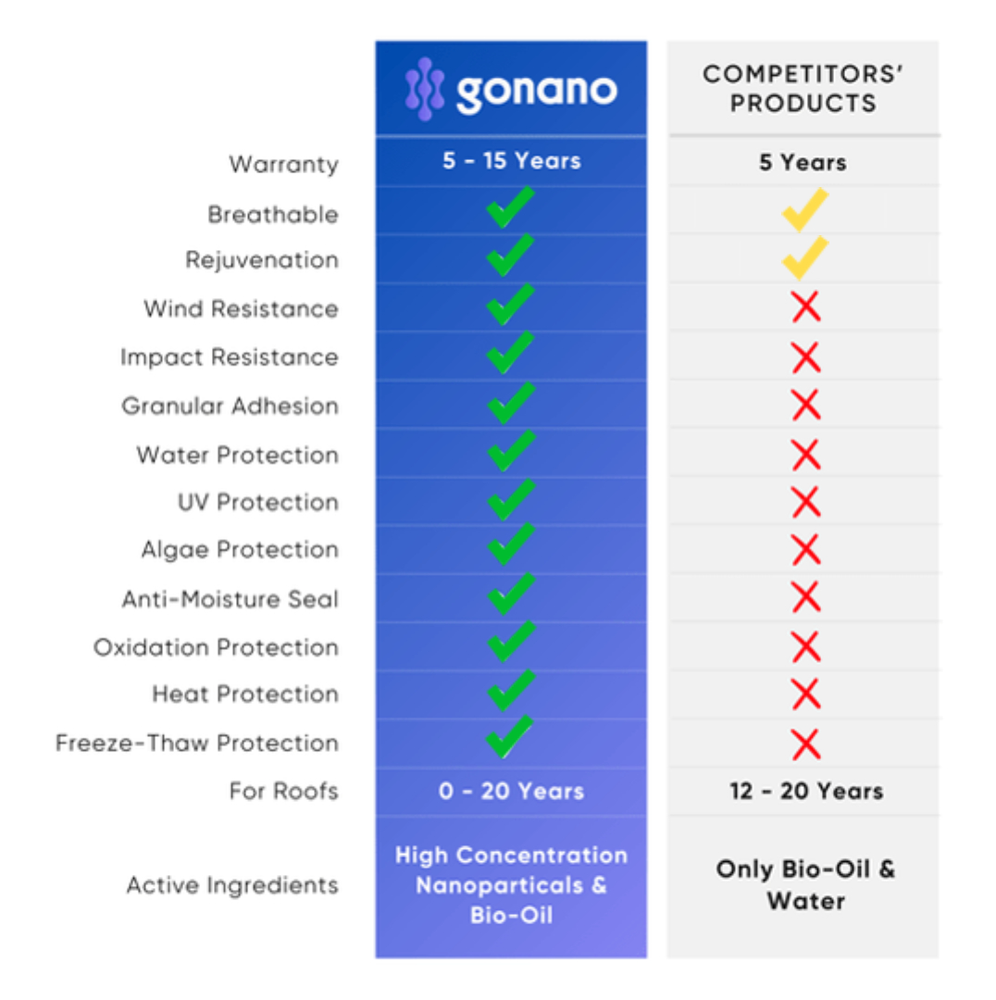 gonano
COMPETITORS'
PRODUCTS
Warranty 5 - 15 Years 5 Years
Breathable
Rejuvenation
Wind Resistance
Impact Resistance
Granular Adhesion
Water Protection
UV Protection
Algae Protection
Anti-Moisture Seal
Oxidation Protection
Heat Protection
Freeze-Thaw Protection
For Roofs 0 - 20 Years 12 - 20 Years
Active Ingredients
High Concentration
Nanoparticals &
Bio-Oil
Only Bio-Oil &
Water